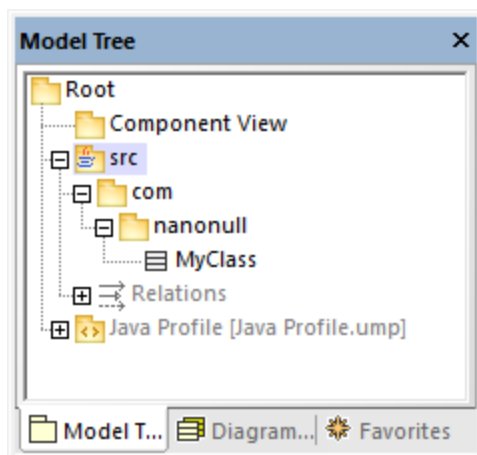 Model Tree
Root
Component View
src
com
nanonull
MyClass
Relations
Java Profile [Java Profile.ump]
Model T... Diagram... Favorites